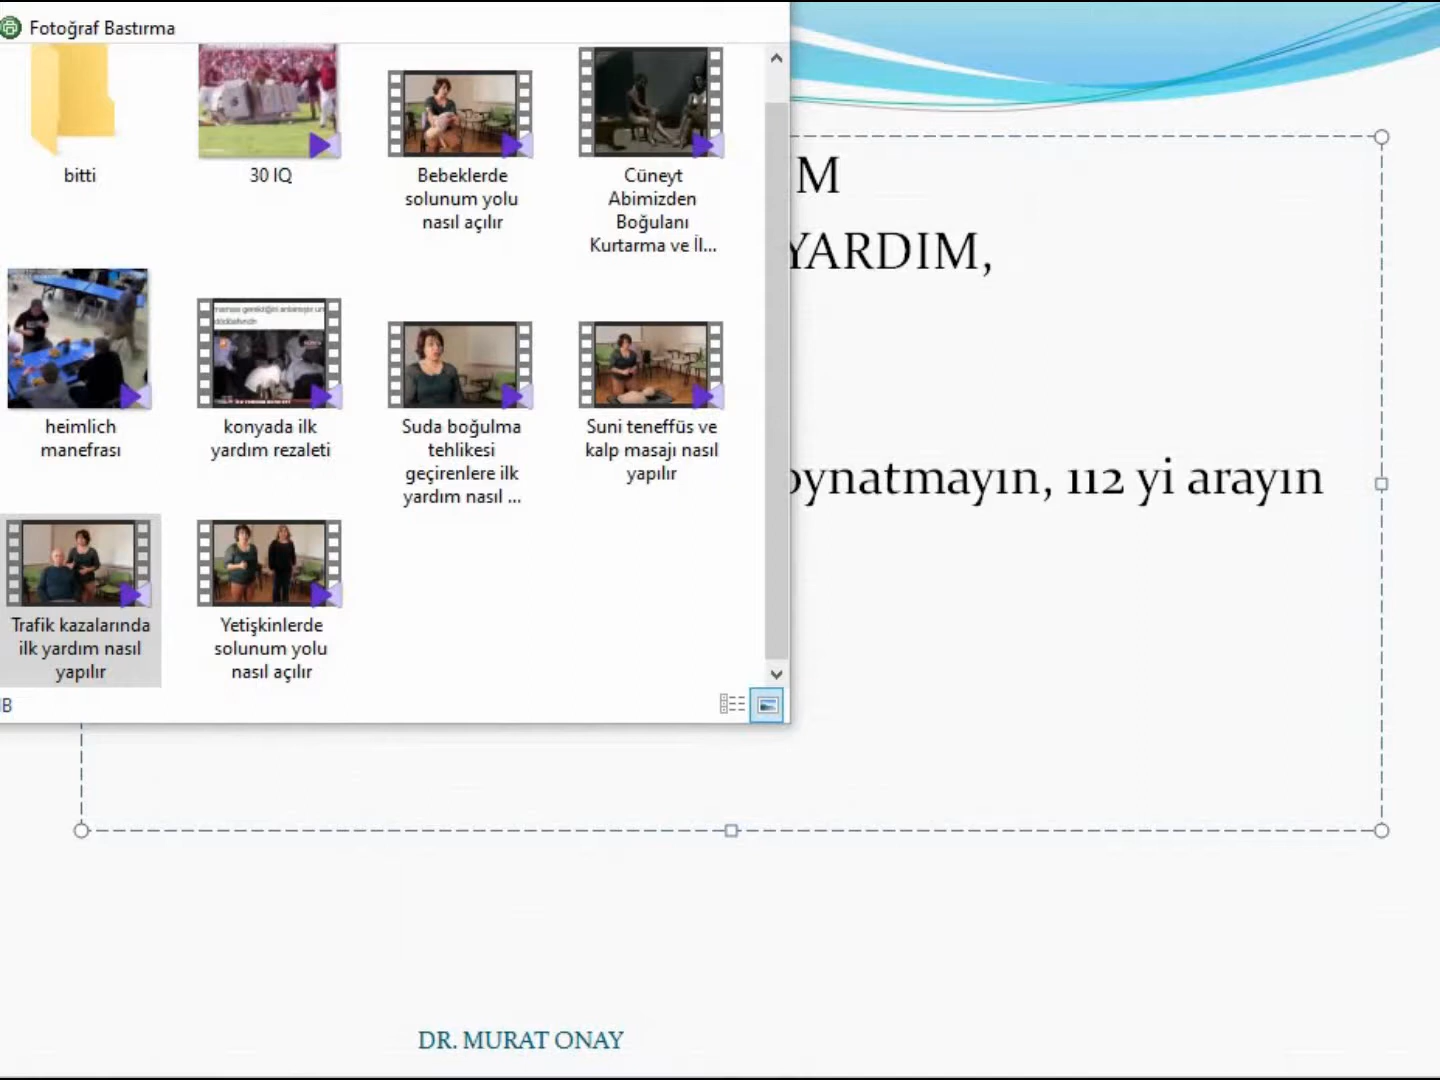 Fotoğraf Bastırma
bitti
30 IQ
Bebeklerde
solunum yolu
nasıl açılır
Cüneyt
Abimizden
Boğulanı
Kurtarma ve İl...
heimlich
manefrası
konyada ilk
yardım rezaleti
Suda boğulma
tehlikesi
geçirenlere ilk
yardım nasıl ...
Suni teneffüs ve
kalp masajı nasıl
yapılır
Trafik kazalarında
ilk yardım nasıl
yapılır
Yetişkinlerde
solunum yolu
nasıl açılır
M
YARDIM,
oynatmayın, 112 yi arayın
DR. MURAT ONAY